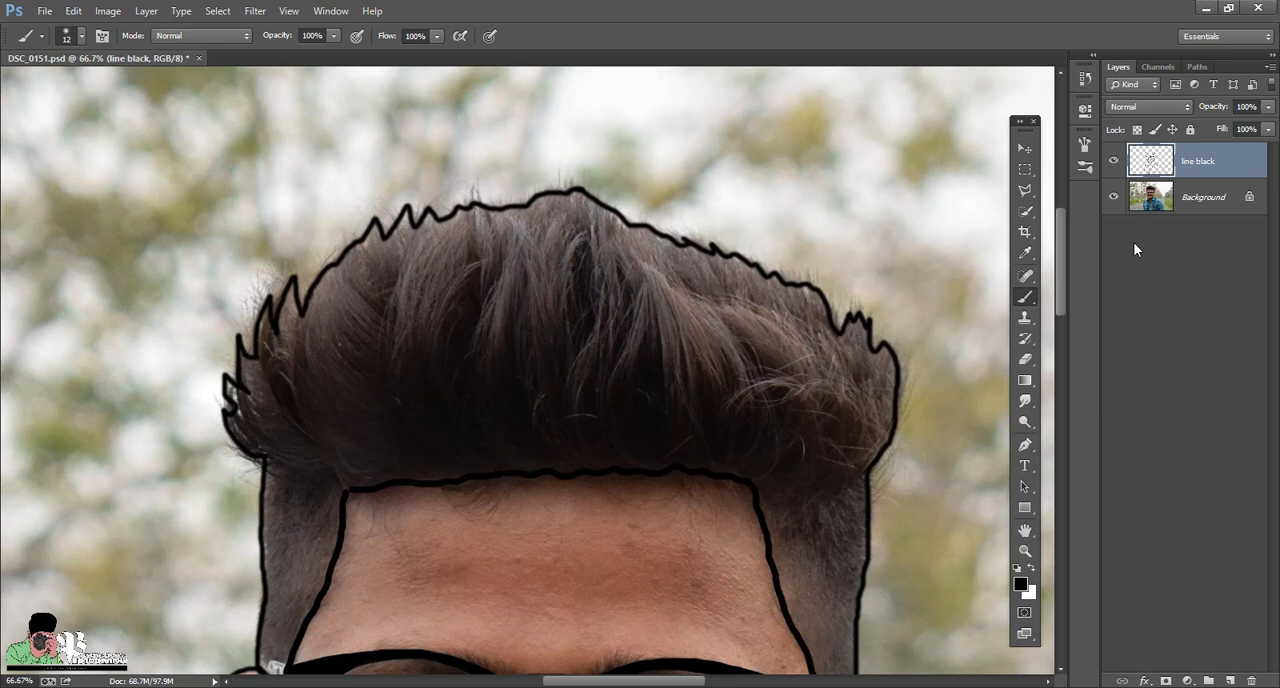 Ps File Edit Image Layer Type Select Filter View Window Help
12 Mode: Normal Opacity: 100% Flow: 100% Essentials
DSC_0151.psd @ 66.7% (line black, RGB/8) * ×
Layers Channels Paths
Kind
Normal Opacity: 100%
Lock: Fill: 100%
line black
Background
66.67% Doc: 68.7M/97.9M